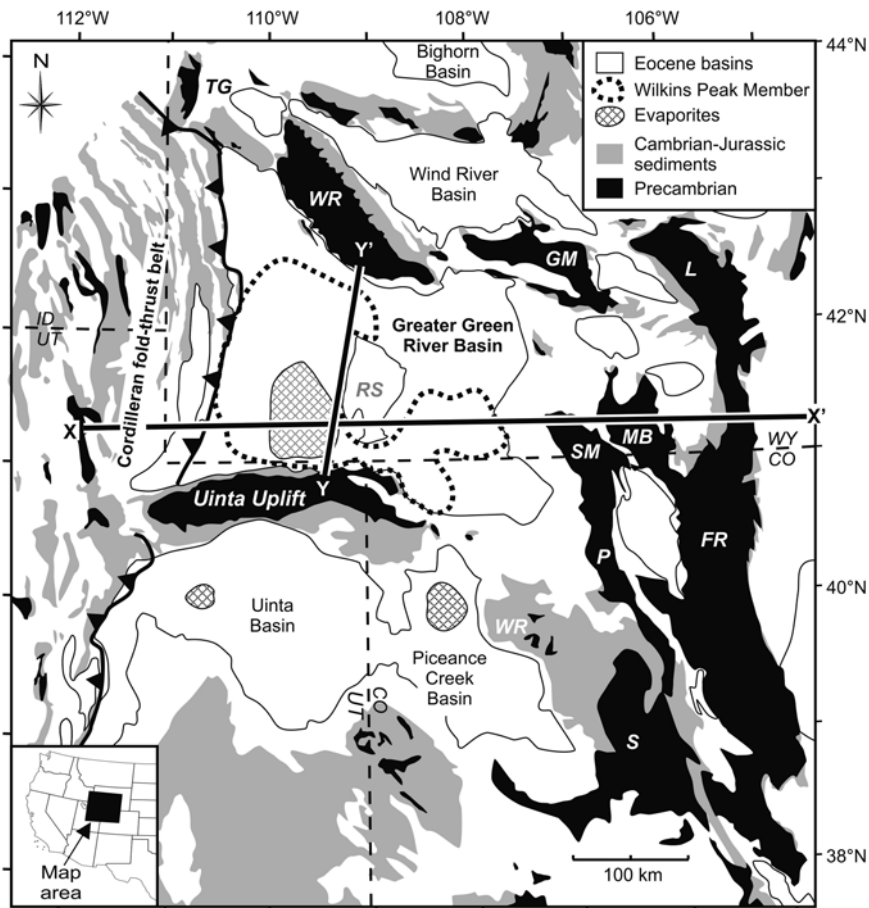 112°W
110°W
108°W
106°W
44°N
N
TG
Bighorn
Basin
Eocene basins
Wilkins Peak Member
Evaporites
Cambrian-Jurassic
sediments
Precambrian
Wind River
Basin
WR
Y'
GM
L
42°N
ID
UT
Cordilleran fold-thrust belt
Greater Green
River Basin
RS
X
X'
MB
SM
WY
CO
Uinta Uplift
Y
FR
P
40°N
Uinta
Basin
WR
Piceance
Creek
Basin
UT
CO
S
38°N
100 km
Map
area